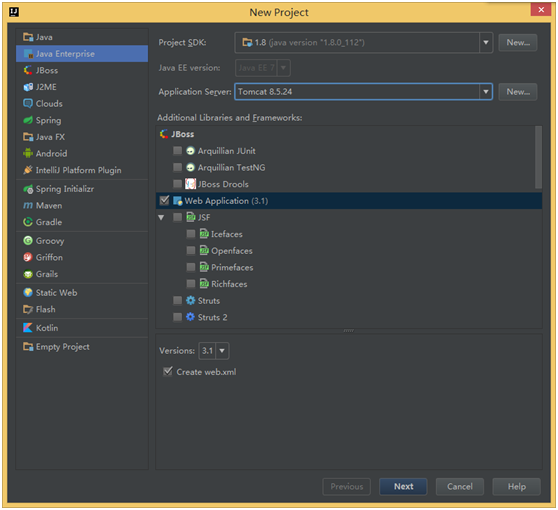 IJ
New Project
Java
Java Enterprise
JBoss
J2ME
Clouds
Spring
Java FX
Android
IntelliJ Platform Plugin
Spring Initializr
Maven
Gradle
Groovy
Griffon
Grails
Static Web
Flash
Kotlin
Empty Project
Project SDK: 1.8 (java version "1.8.0_112") New...
Java EE version: Java EE 7
Application Server: Tomcat 8.5.24 New...
Additional Libraries and Frameworks:
JBoss
Arquillian JUnit
Arquillian TestNG
JBoss Drools
Web Application (3.1)
JSF
Icefaces
Openfaces
Primefaces
Richfaces
Struts
Struts 2
Versions: 3.1
Create web.xml
Previous Next Cancel Help